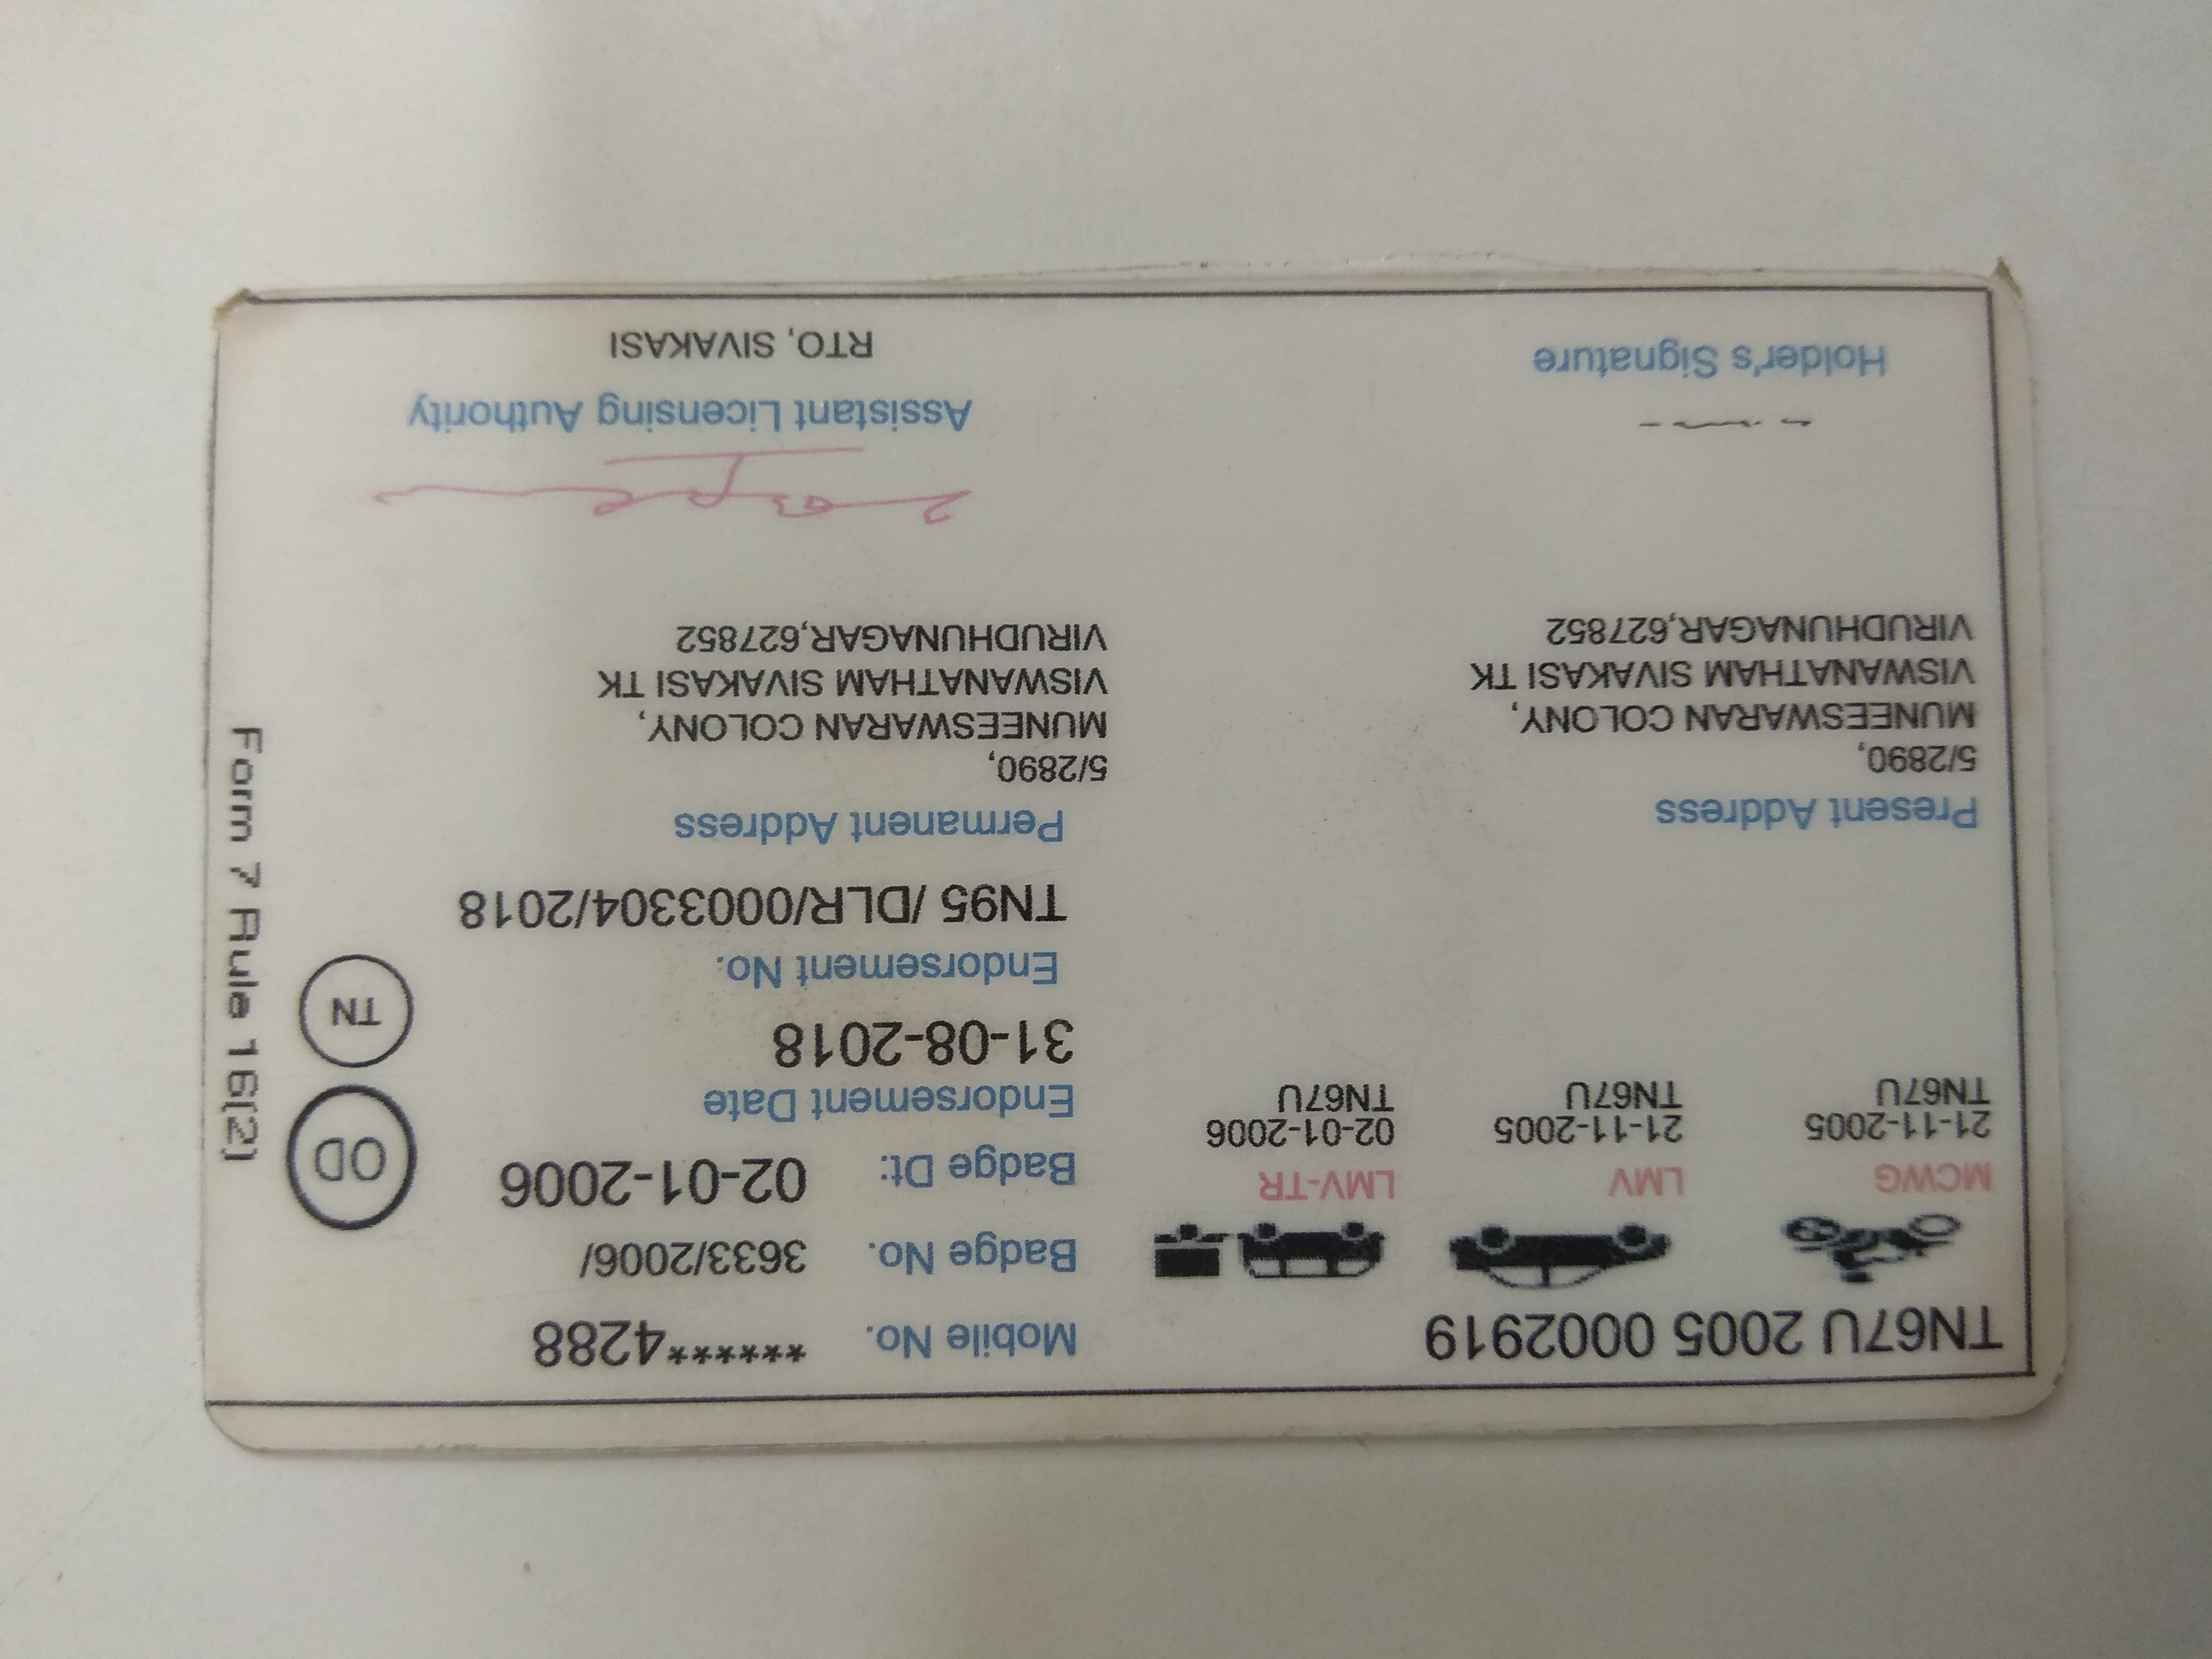 TN67U 2005 0002919
MCWG
21-11-2005
TN67U
LMV
21-11-2005
TN67U
LMV-TR
02-01-2006
TN67U
Mobile No. ******4288
Badge No. 3633/2006/
Badge Dt: 02-01-2006
Endorsement Date
31-08-2018
Endorsement No.
TN95 /DLR/0003304/2018
OD
TN
Form 7 Rule 16(2)
Present Address
5/2890,
MUNEESWARAN COLONY,
VISWANATHAM SIVAKASI TK
VIRUDHUNAGAR,627852
Permanent Address
5/2890,
MUNEESWARAN COLONY,
VISWANATHAM SIVAKASI TK
VIRUDHUNAGAR,627852
Holder's Signature
Assistant Licensing Authority
RTO, SIVAKASI